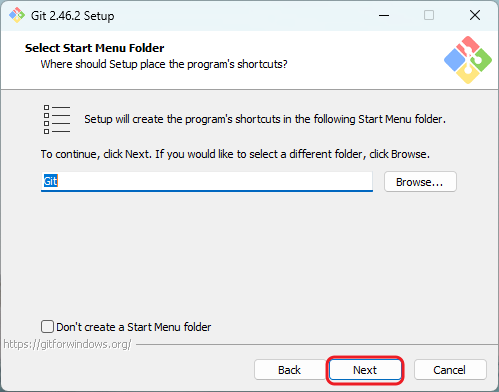 Git 2.46.2 Setup
Select Start Menu Folder
Where should Setup place the program's shortcuts?
Setup will create the program's shortcuts in the following Start Menu folder.
To continue, click Next. If you would like to select a different folder, click Browse.
Git
Browse...
Don't create a Start Menu folder
https://gitforwindows.org/
Back
Next
Cancel